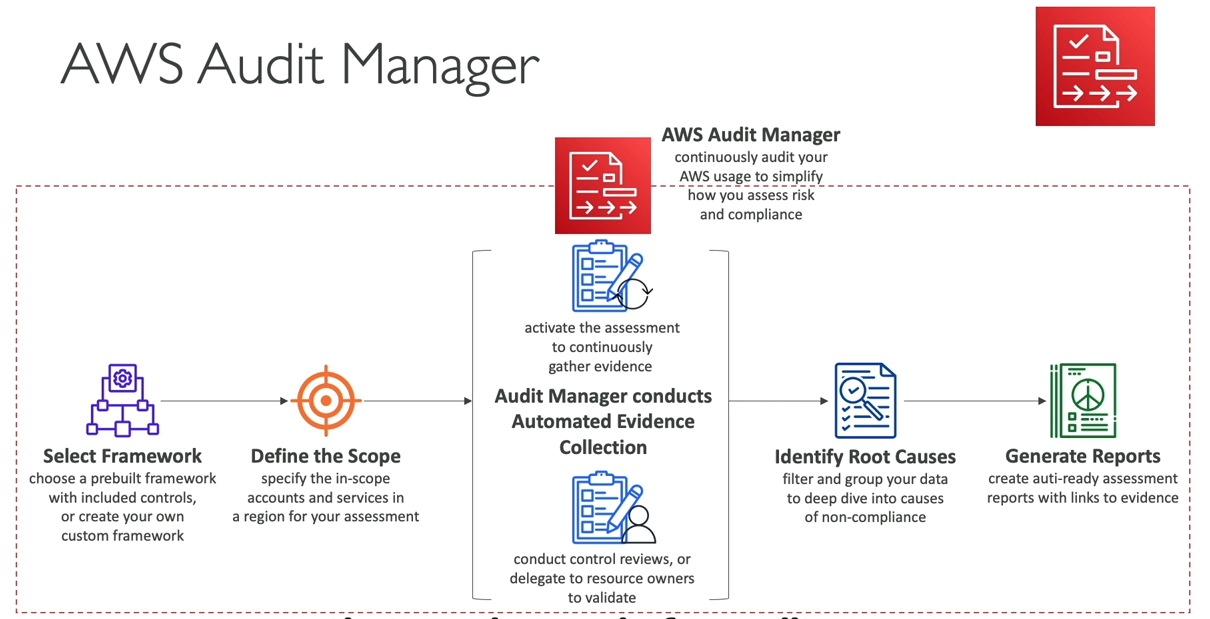 AWS Audit Manager
AWS Audit Manager
continuously audit your
AWS usage to simplify
how you assess risk
and compliance
Select Framework
choose a prebuilt framework
with included controls,
or create your own
custom framework
Define the Scope
specify the in-scope
accounts and services in
a region for your assessment
activate the assessment
to continuously
gather evidence
Audit Manager conducts
Automated Evidence
Collection
conduct control reviews, or
delegate to resource owners
to validate
Identify Root Causes
filter and group your data
to deep dive into causes
of non-compliance
Generate Reports
create auti-ready assessment
reports with links to evidence